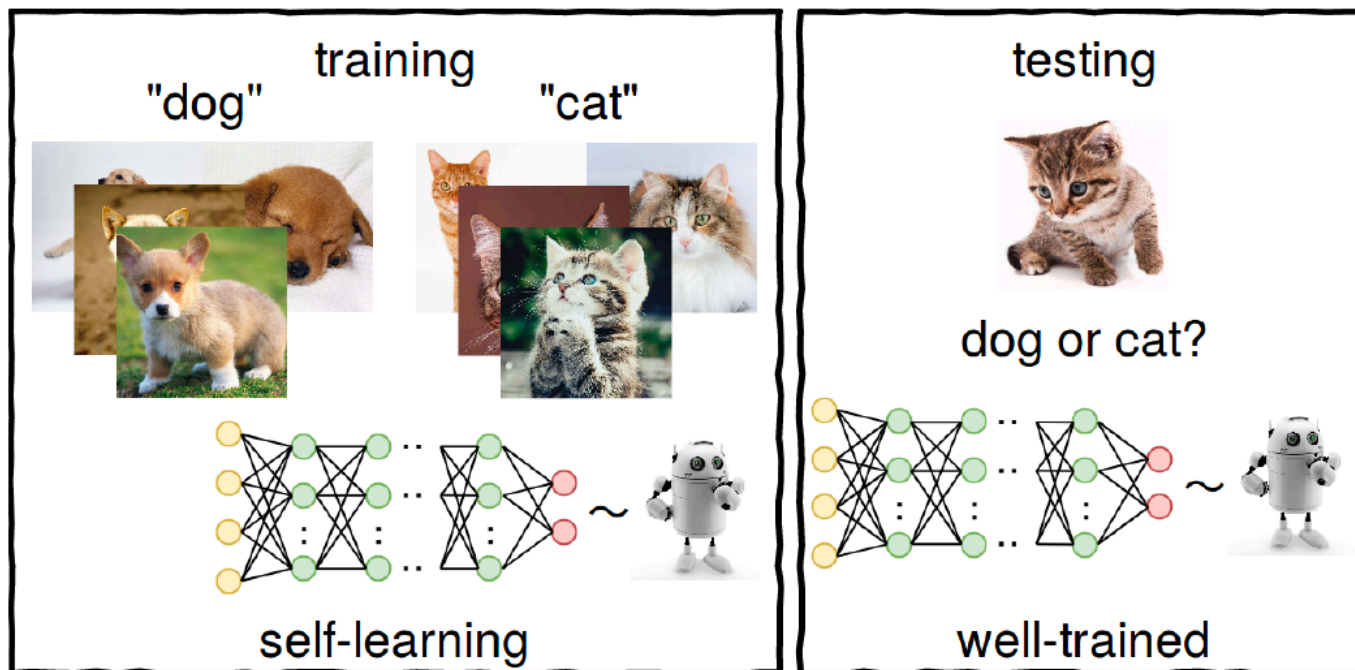 training
"dog" "cat"
self-learning
testing
dog or cat?
well-trained